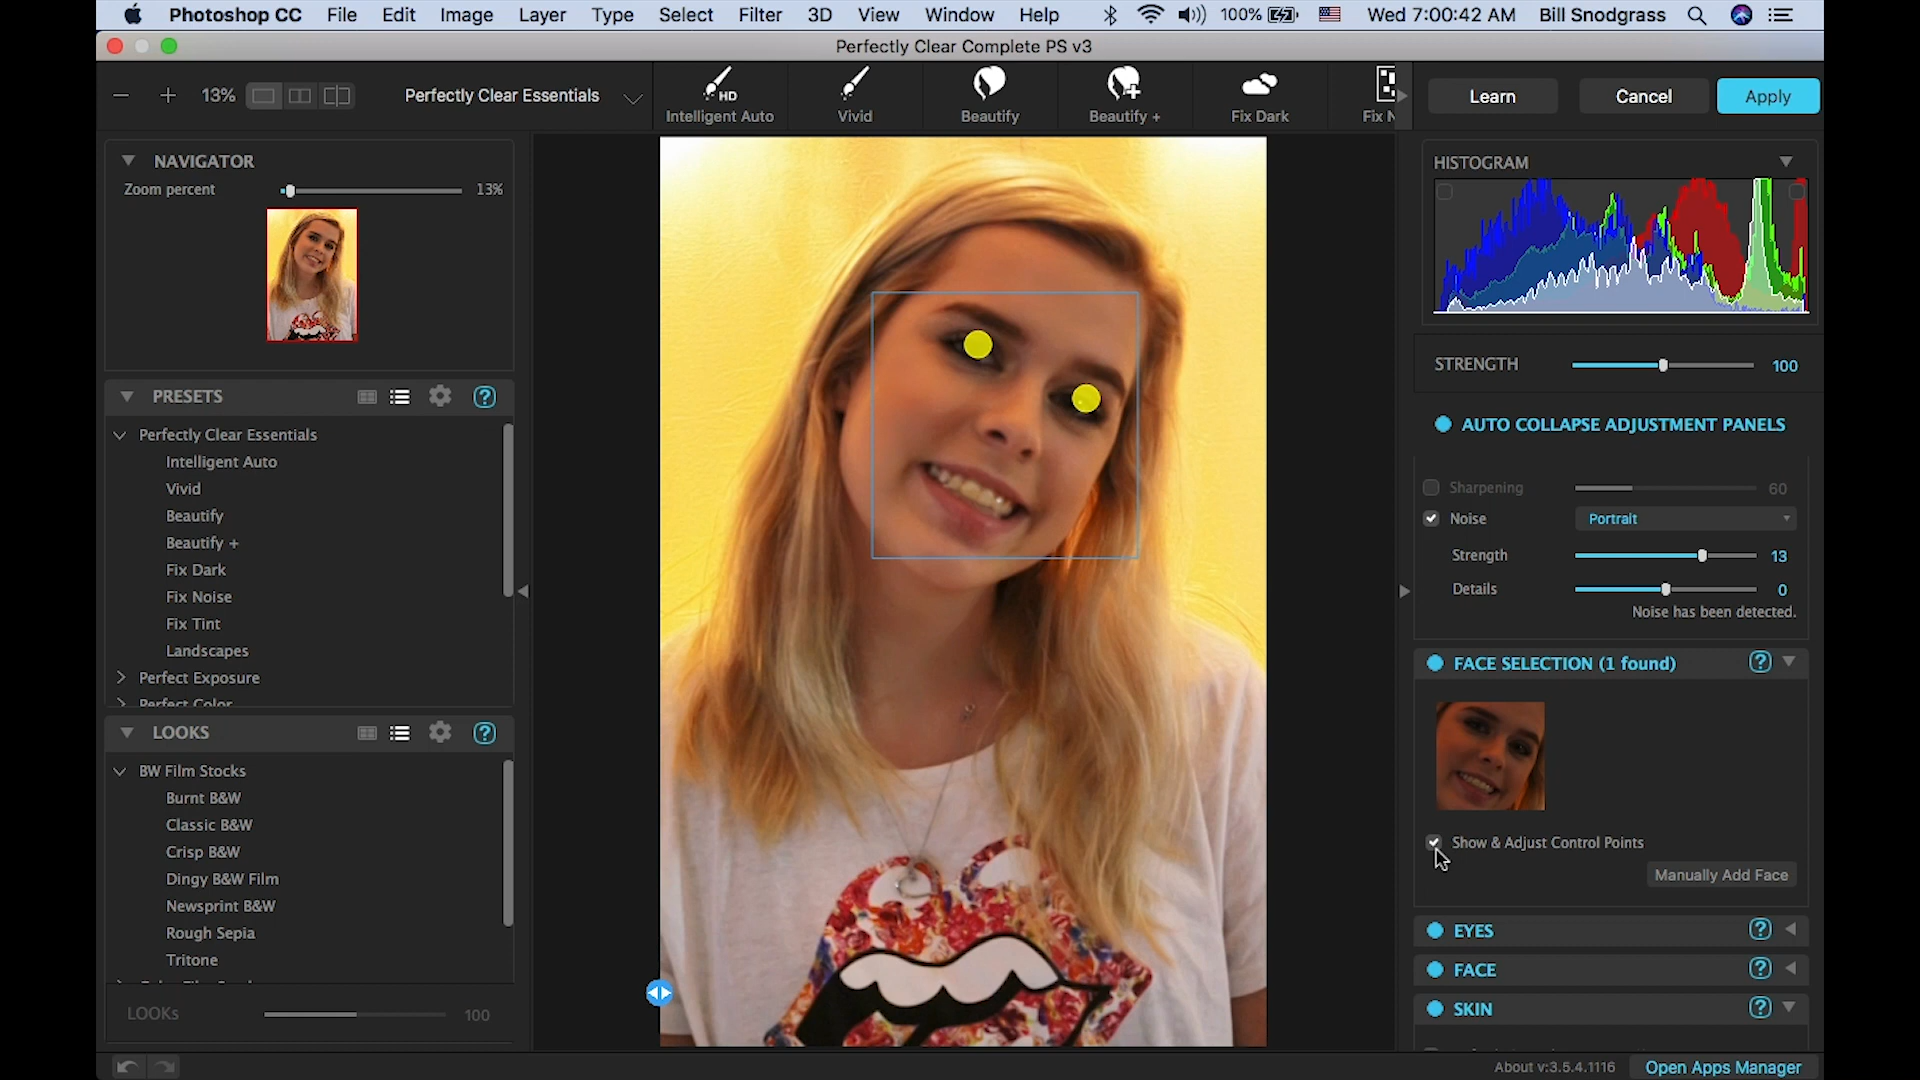 Photoshop CC File Edit Image Layer Type Select Filter 3D View Window Help 100% Wed 7:00:42 AM Bill Snodgrass
Perfectly Clear Complete PS v3
13% Perfectly Clear Essentials
HD
Intelligent Auto Vivid Beautify Beautify + Fix Dark Fix
Learn Cancel Apply
NAVIGATOR
Zoom percent 13%
PRESETS ?
Perfectly Clear Essentials
Intelligent Auto
Vivid
Beautify
Beautify +
Fix Dark
Fix Noise
Fix Tint
Landscapes
Perfect Exposure
Perfect Color
LOOKS ?
BW Film Stocks
Burnt B&W
Classic B&W
Crisp B&W
Dingy B&W Film
Newsprint B&W
Rough Sepia
Tritone
LOOKs 100
HISTOGRAM
STRENGTH 100
AUTO COLLAPSE ADJUSTMENT PANELS
Sharpening 60
Noise Portrait
Strength 13
Details 0
Noise has been detected.
FACE SELECTION (1 found) ?
Show & Adjust Control Points
Manually Add Face
EYES ?
FACE ?
SKIN ?
About v:3.5.4.1116 Open Apps Manager